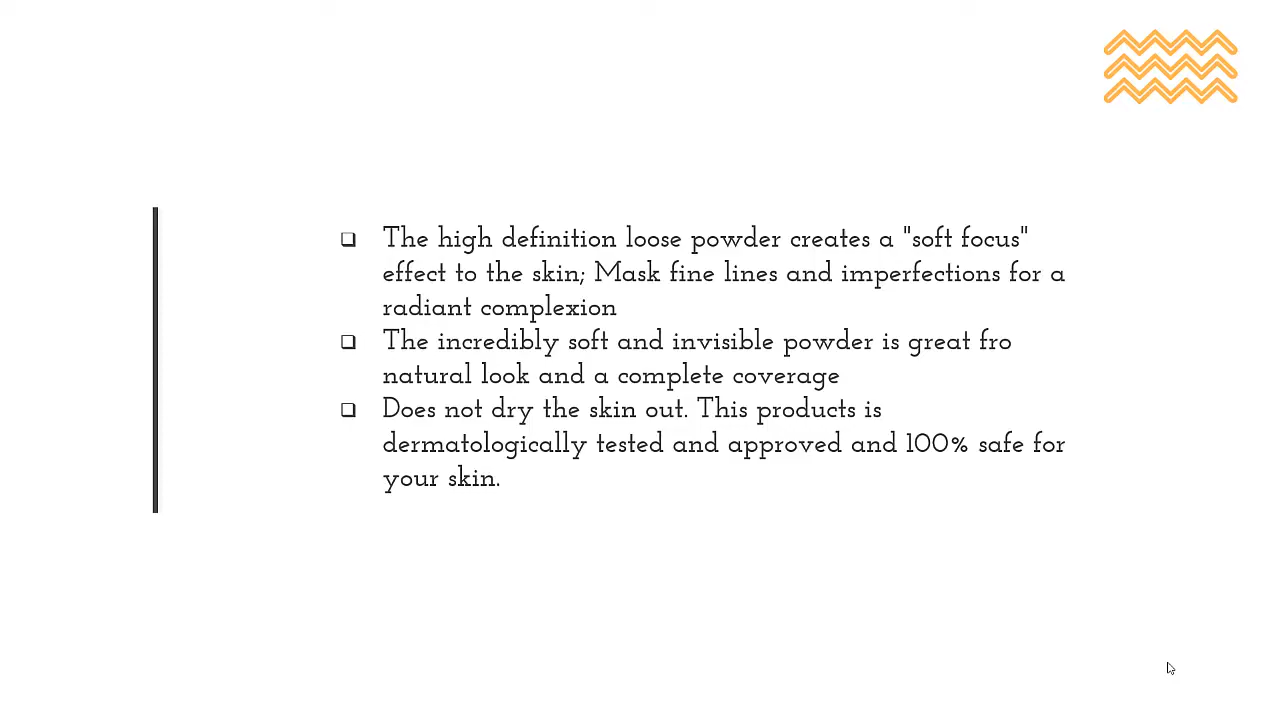 The high definition loose powder creates a "soft focus"
effect to the skin; Mask fine lines and imperfections for a
radiant complexion
The incredibly soft and invisible powder is great fro
natural look and a complete coverage
Does not dry the skin out. This products is
dermatologically tested and approved and 100% safe for
your skin.